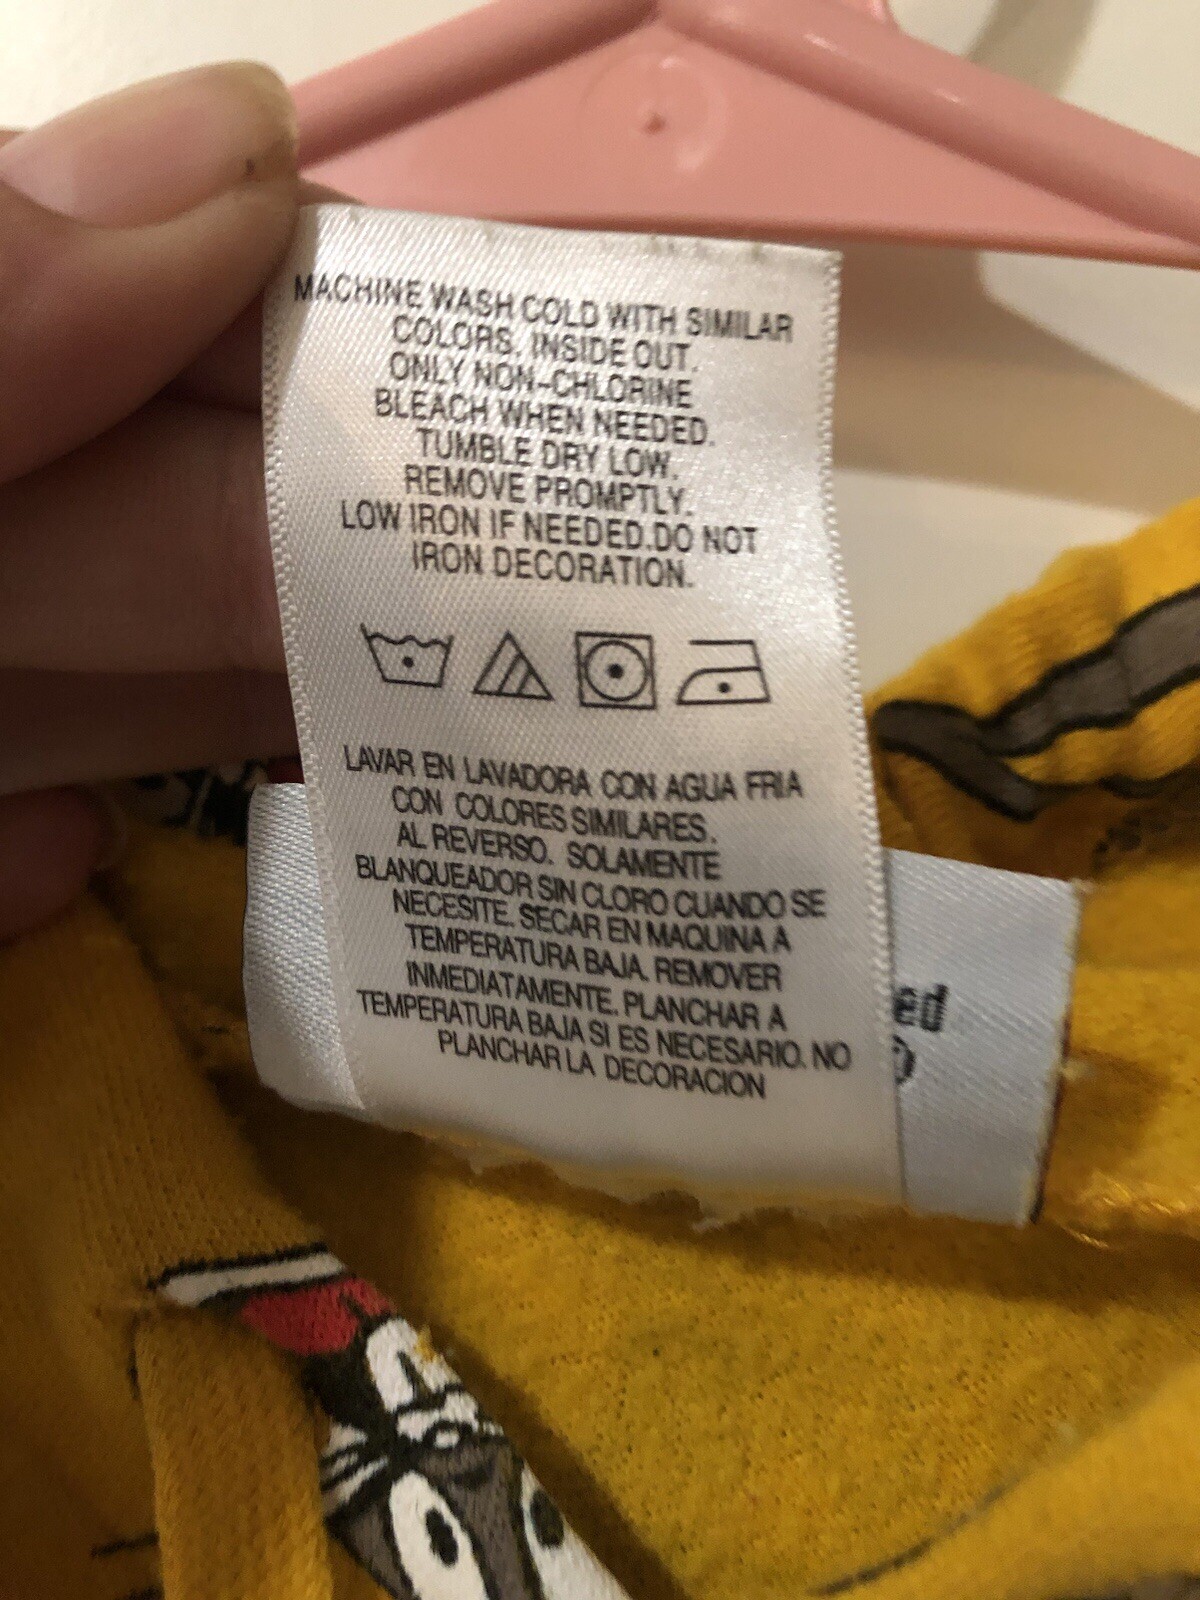 MACHINE WASH COLD WITH SIMILAR
COLORS. INSIDE OUT.
ONLY NON-CHLORINE
BLEACH WHEN NEEDED.
TUMBLE DRY LOW.
REMOVE PROMPTLY.
LOW IRON IF NEEDED.DO NOT
IRON DECORATION.
LAVAR EN LAVADORA CON AGUA FRIA
CON COLORES SIMILARES.
AL REVERSO. SOLAMENTE
BLANQUEADOR SIN CLORO CUANDO SE
NECESITE. SECAR EN MAQUINA A
TEMPERATURA BAJA. REMOVER
INMEDIATAMENTE. PLANCHAR A
TEMPERATURA BAJA SI ES NECESARIO. NO
PLANCHAR LA DECORACION